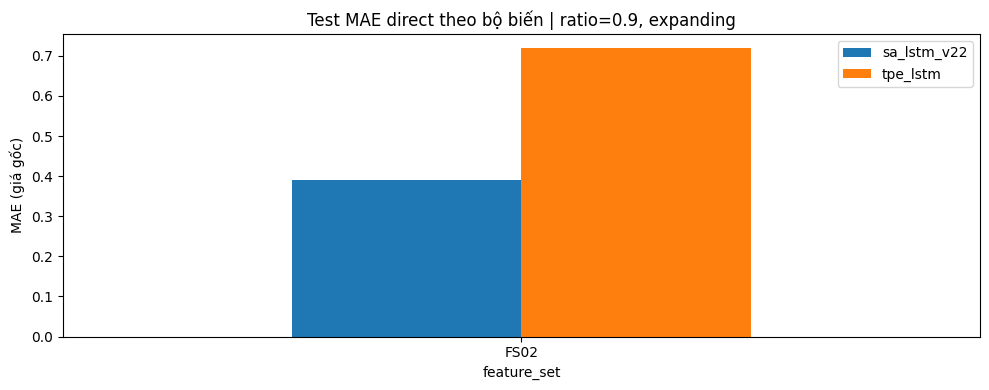 Test MAE direct theo bộ biến | ratio=0.9, expanding
sa_lstm_v22
tpe_lstm
MAE (giá gốc)
0.7
0.6
0.5
0.4
0.3
0.2
0.1
0.0
FS02
feature_set